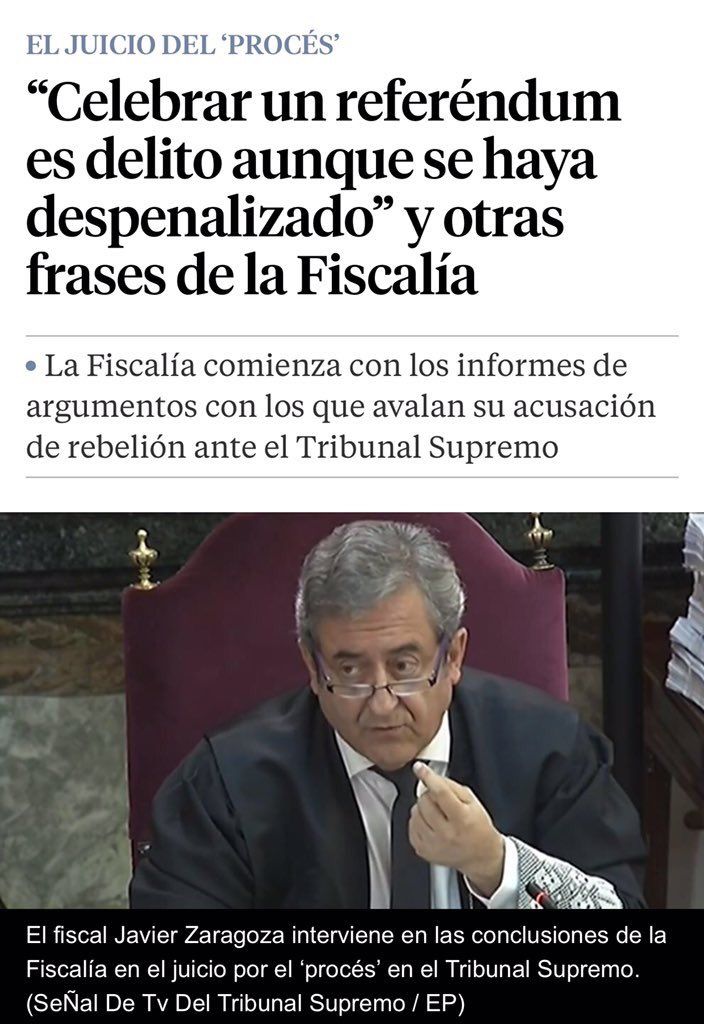 EL JUICIO DEL ‘PROCÉS’
“Celebrar un referéndum
es delito aunque se haya
despenalizado” y otras
frases de la Fiscalía
• La Fiscalía comienza con los informes de
argumentos con los que avalan su acusación
de rebelión ante el Tribunal Supremo
El fiscal Javier Zaragoza interviene en las conclusiones de la
Fiscalía en el juicio por el ‘procés’ en el Tribunal Supremo.
(SeÑal De Tv Del Tribunal Supremo / EP)